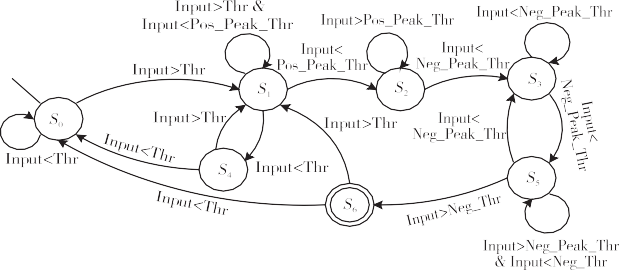 Input>Thr &
Input<Pos_Peak_Thr
Input>Pos_Peak_Thr
Input<Neg_Peak_Thr
Input<
Pos_Peak_Thr
Input<
Neg_Peak_Thr
Input>Thr
S1
S2
S3
S0
Input>Thr
Input>Thr
Input<
Neg_Peak_Thr
Input<
Neg_Peak_Thr
Input<Thr
Input<Thr
Input<Thr
S4
S5
Input<Thr
S6
Input>Neg_Thr
Input>Neg_Peak_Thr
& Input<Neg_Thr